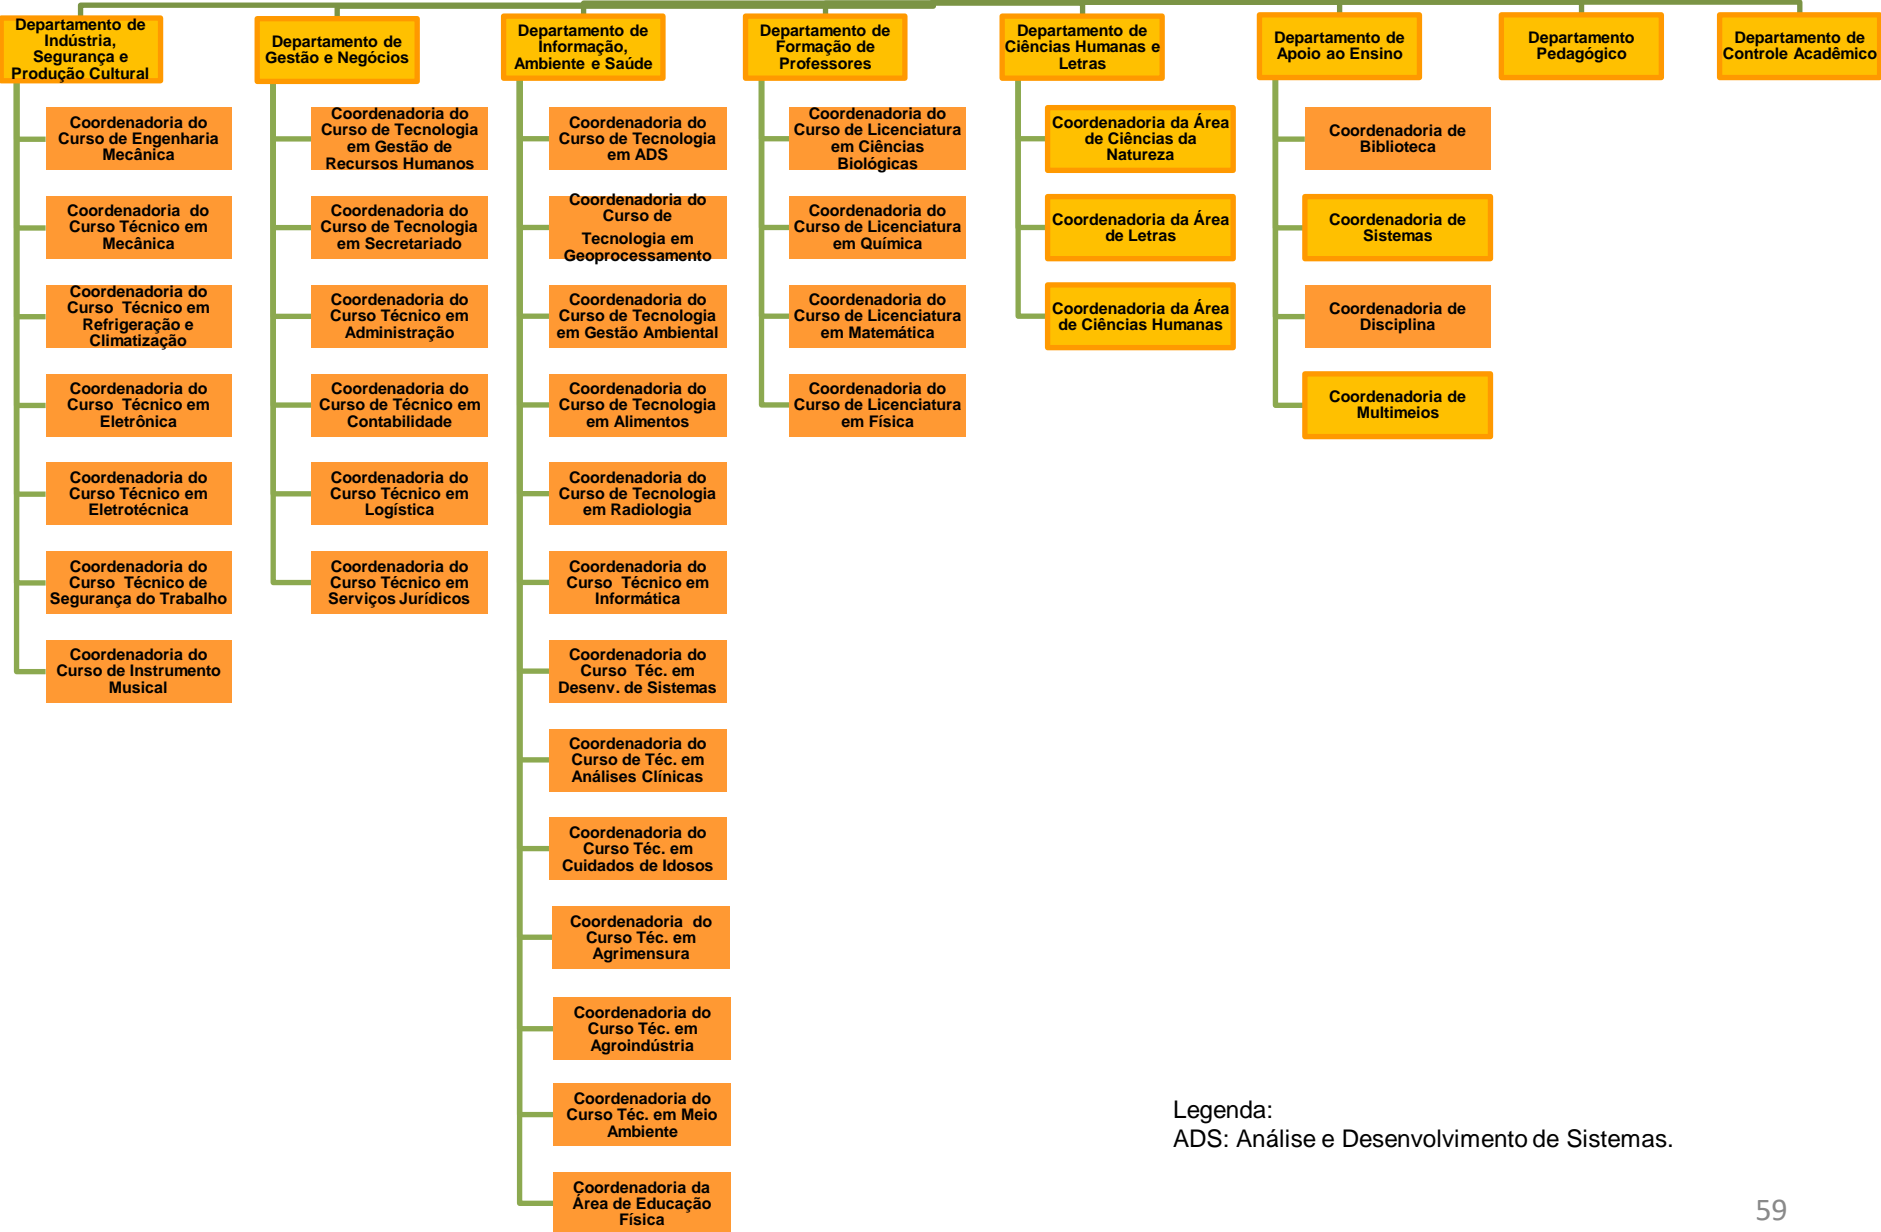 Departamento de
Indústria,
Segurança e
Produção Cultural
Departamento de
Gestão e Negócios
Departamento de
Informação,
Ambiente e Saúde
Departamento de
Formação de
Professores
Departamento de
Ciências Humanas e
Letras
Departamento de
Apoio ao Ensino
Departamento
Pedagógico
Departamento de
Controle Acadêmico
Coordenadoria do
Curso de Engenharia
Mecânica
Coordenadoria do
Curso Técnico em
Mecânica
Coordenadoria do
Curso Técnico em
Refrigeração e
Climatização
Coordenadoria do
Curso Técnico em
Eletrônica
Coordenadoria do
Curso Técnico em
Eletrotécnica
Coordenadoria do
Curso Técnico de
Segurança do Trabalho
Coordenadoria do
Curso de Instrumento
Musical
Coordenadoria do
Curso de Tecnologia
em Gestão de
Recursos Humanos
Coordenadoria do
Curso de Tecnologia
em Secretariado
Coordenadoria do
Curso Técnico em
Administração
Coordenadoria do
Curso de Técnico em
Contabilidade
Coordenadoria do
Curso Técnico em
Logística
Coordenadoria do
Curso Técnico em
Serviços Jurídicos
Coordenadoria do
Curso de Tecnologia
em ADS
Coordenadoria do
Curso de
Tecnologia em
Geoprocessamento
Coordenadoria do
Curso de Tecnologia
em Gestão Ambiental
Coordenadoria do
Curso de Tecnologia
em Alimentos
Coordenadoria do
Curso de Tecnologia
em Radiologia
Coordenadoria do
Curso Técnico em
Informática
Coordenadoria do
Curso Téc. em
Desenv. de Sistemas
Coordenadoria do
Curso de Téc. em
Análises Clínicas
Coordenadoria do
Curso Téc. em
Cuidados de Idosos
Coordenadoria do
Curso Téc. em
Agrimensura
Coordenadoria do
Curso Téc. em
Agroindústria
Coordenadoria do
Curso Téc. em Meio
Ambiente
Coordenadoria da
Área de Educação
Física
Coordenadoria do
Curso de Licenciatura
em Ciências
Biológicas
Coordenadoria do
Curso de Licenciatura
em Química
Coordenadoria do
Curso de Licenciatura
em Matemática
Coordenadoria do
Curso de Licenciatura
em Física
Coordenadoria da Área
de Ciências da
Natureza
Coordenadoria da Área
de Letras
Coordenadoria da Área
de Ciências Humanas
Coordenadoria de
Biblioteca
Coordenadoria de
Sistemas
Coordenadoria de
Disciplina
Coordenadoria de
Multimeios
Legenda:
ADS: Análise e Desenvolvimento de Sistemas.
59